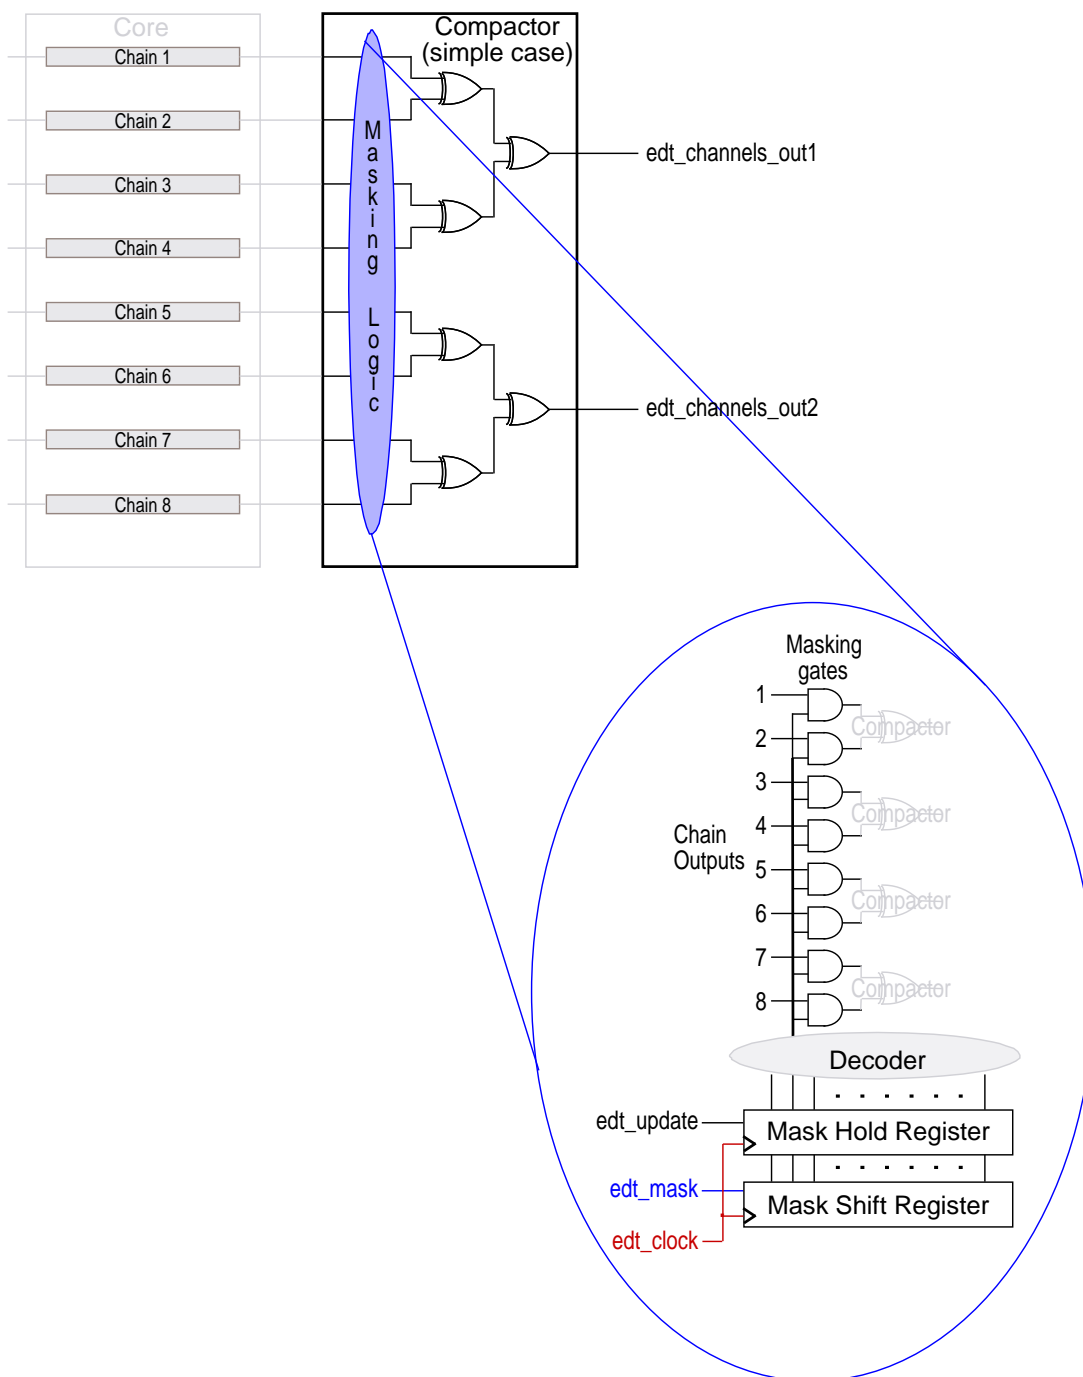 Core
Compactor
(simple case)
Chain 1
Chain 2
Chain 3
Chain 4
Chain 5
Chain 6
Chain 7
Chain 8
Masking Logic
edt_channels_out1
edt_channels_out2
Masking
gates
1
2
3
4
5
6
7
8
Compactor
Compactor
Compactor
Compactor
Chain
Outputs
Decoder
edt_update
Mask Hold Register
edt_mask
Mask Shift Register
edt_clock